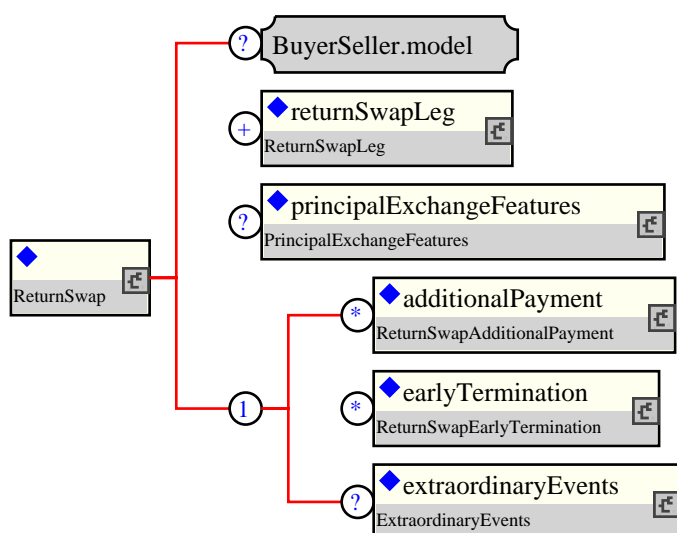 ?
BuyerSeller.model
+
returnSwapLeg
ReturnSwapLeg
?
principalExchangeFeatures
PrincipalExchangeFeatures
ReturnSwap
*
additionalPayment
ReturnSwapAdditionalPayment
1
*
earlyTermination
ReturnSwapEarlyTermination
?
extraordinaryEvents
ExtraordinaryEvents